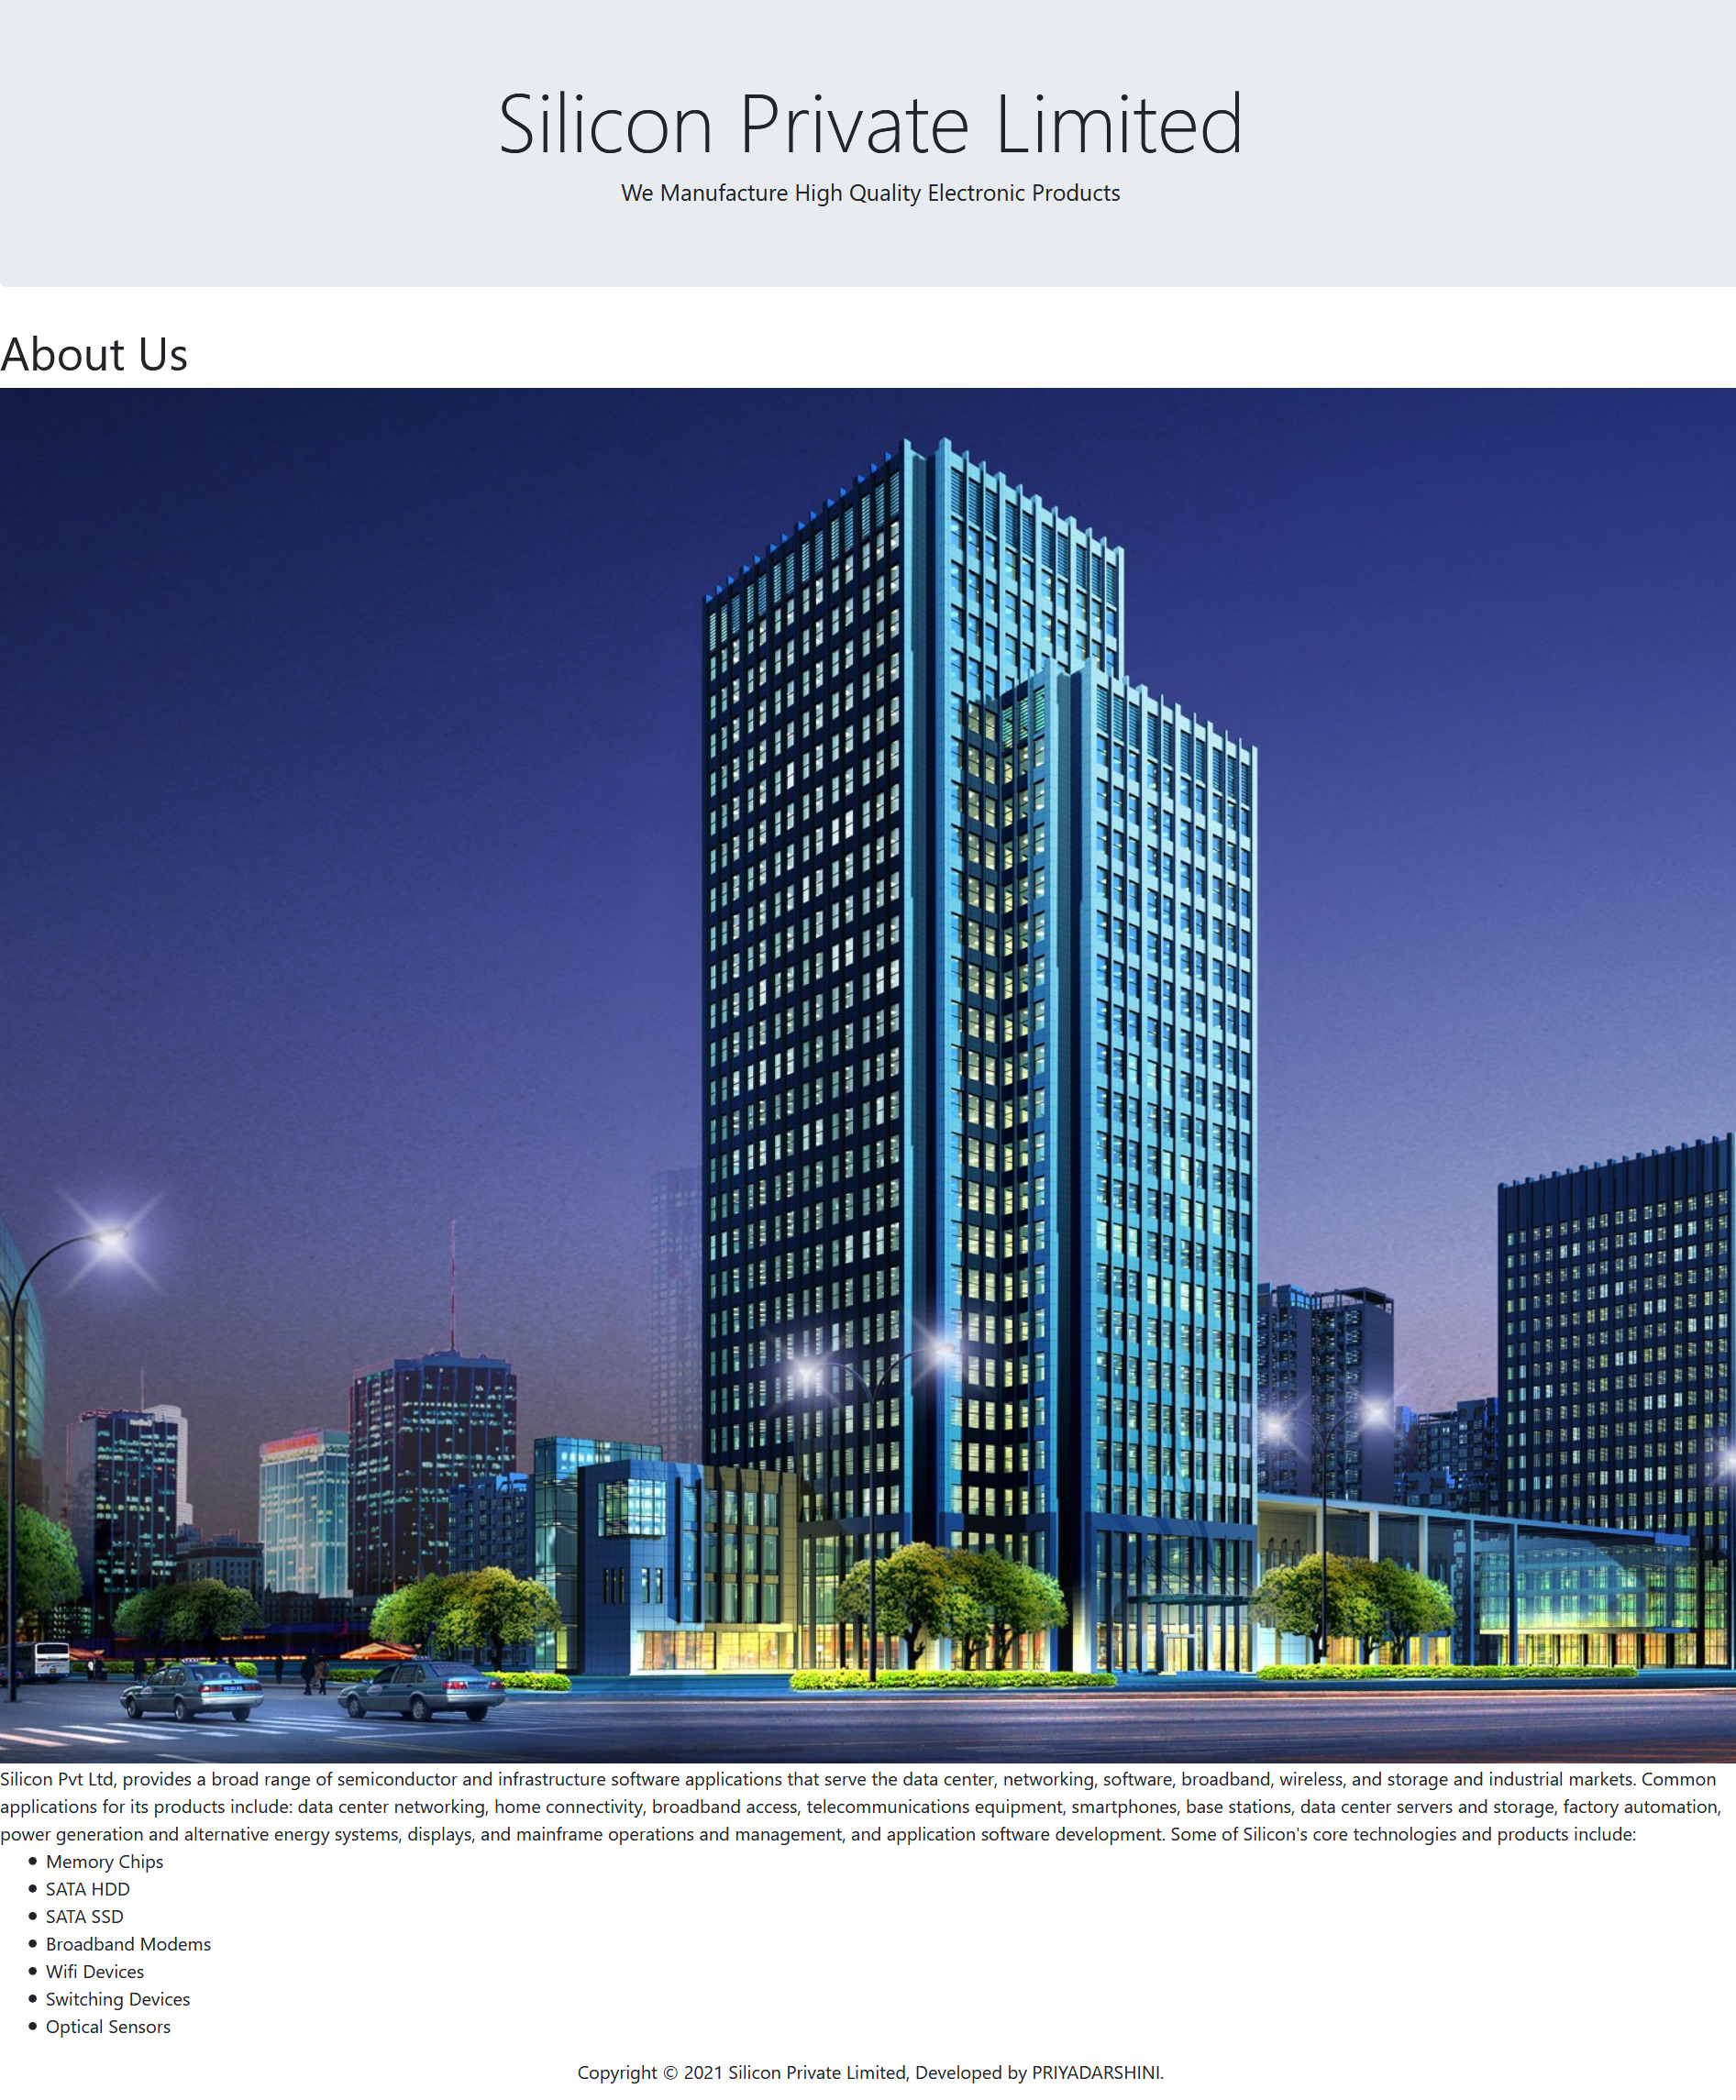 Silicon Private Limited
We Manufacture High Quality Electronic Products
About Us
Silicon Pvt Ltd, provides a broad range of semiconductor and infrastructure software applications that serve the data center, networking, software, broadband, wireless, and storage and industrial markets. Common
applications for its products include: data center networking, home connectivity, broadband access, telecommunications equipment, smartphones, base stations, data center servers and storage, factory automation,
power generation and alternative energy systems, displays, and mainframe operations and management, and application software development. Some of Silicon's core technologies and products include:
Memory Chips
SATA HDD
SATA SSD
Broadband Modems
Wifi Devices
Switching Devices
Optical Sensors
Copyright © 2021 Silicon Private Limited, Developed by PRIYADARSHINI.